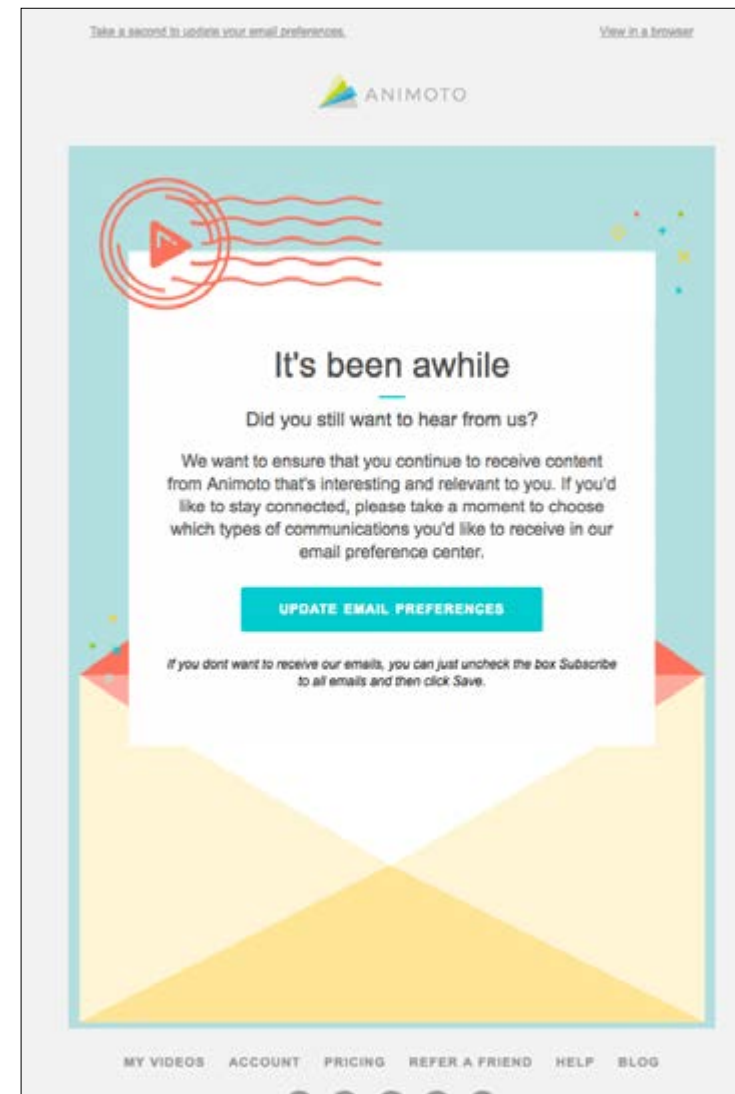 Take a second to update your email preferences. View in a browser
ANIMOTO
It's been awhile
Did you still want to hear from us?
We want to ensure that you continue to receive content
from Animoto that's interesting and relevant to you. If you'd
like to stay connected, please take a moment to choose
which types of communications you'd like to receive in our
email preference center.
UPDATE EMAIL PREFERENCES
If you dont want to receive our emails, you can just uncheck the box Subscribe
to all emails and then click Save.
MY VIDEOS ACCOUNT PRICING REFER A FRIEND HELP BLOG